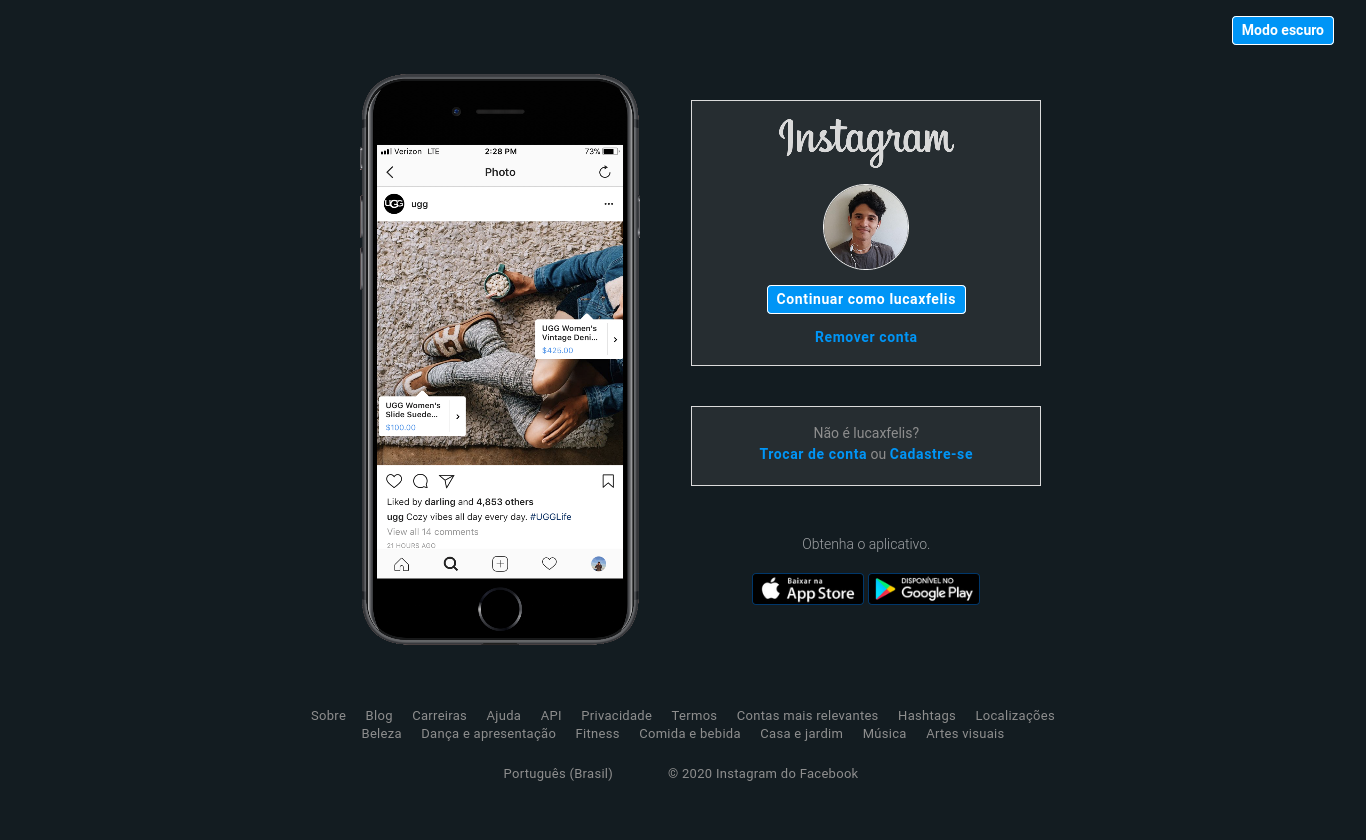 Modo escuro
Verizon LTE 2:28 PM 73%
Photo
UGG ugg
UGG Women's
Vintage Deni...
$425.00
UGG Women's
Slide Suede...
$100.00
Liked by darling and 4,853 others
ugg Cozy vibes all day every day. #UGGLife
View all 14 comments
21 HOURS AGO
Instagram
Continuar como lucaxfelis
Remover conta
Não é lucaxfelis?
Trocar de conta ou Cadastre-se
Obtenha o aplicativo.
Baixar na
App Store
DISPONÍVEL NO
Google Play
Sobre Blog Carreiras Ajuda API Privacidade Termos Contas mais relevantes Hashtags Localizações
Beleza Dança e apresentação Fitness Comida e bebida Casa e jardim Música Artes visuais
Português (Brasil) © 2020 Instagram do Facebook